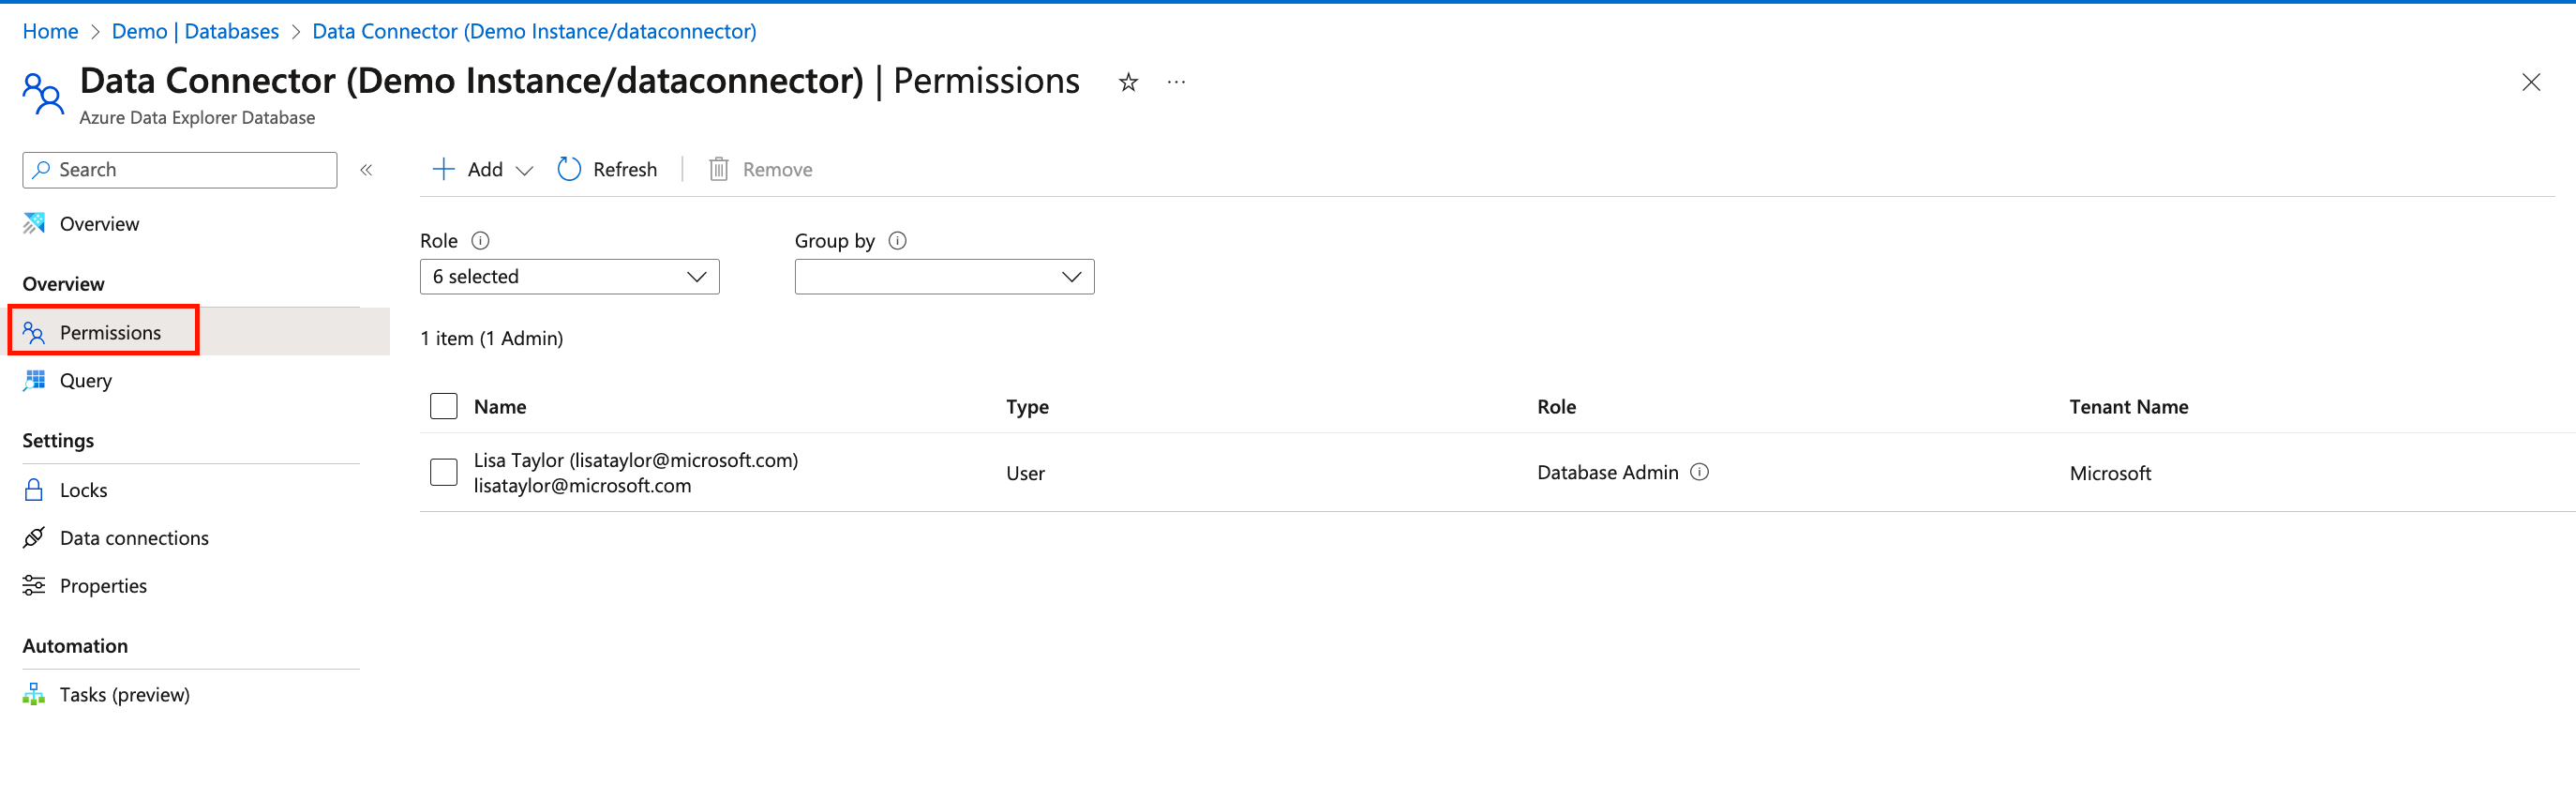 Home > Demo | Databases > Data Connector (Demo Instance/dataconnector)
Data Connector (Demo Instance/dataconnector) | Permissions
Azure Data Explorer Database
Search
Add Refresh Remove
Overview
Role Group by
6 selected
Overview
Permissions
1 item (1 Admin)
Query
Name Type Role Tenant Name
Settings
Lisa Taylor (lisataylor@microsoft.com)
lisataylor@microsoft.com
User Database Admin Microsoft
Locks
Data connections
Properties
Automation
Tasks (preview)